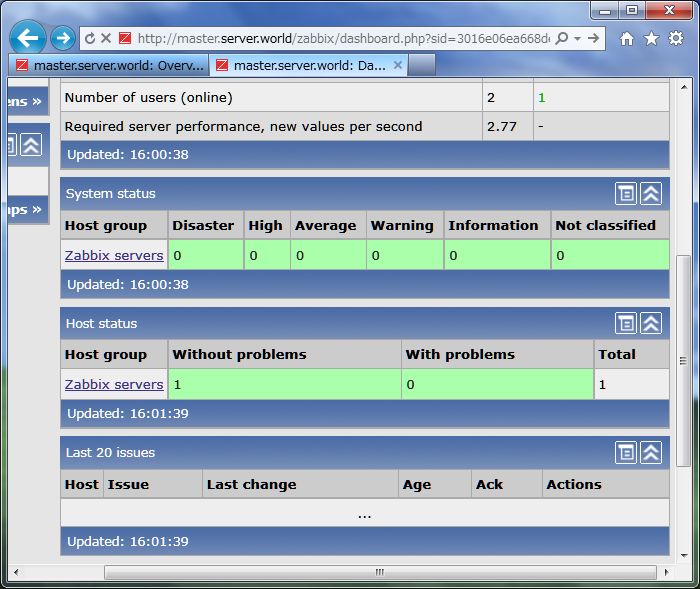 http://master.server.world/zabbix/dashboard.php?sid=3016e06ea668d
master.server.world: Overv...
master.server.world: Da...
ens »
Number of users (online) 2 1
Required server performance, new values per second 2.77 -
Updated: 16:00:38
aps »
System status
Host group Disaster High Average Warning Information Not classified
Zabbix servers 0 0 0 0 0 0
Updated: 16:00:38
Host status
Host group Without problems With problems Total
Zabbix servers 1 0 1
Updated: 16:01:39
Last 20 issues
Host Issue Last change Age Ack Actions
...
Updated: 16:01:39